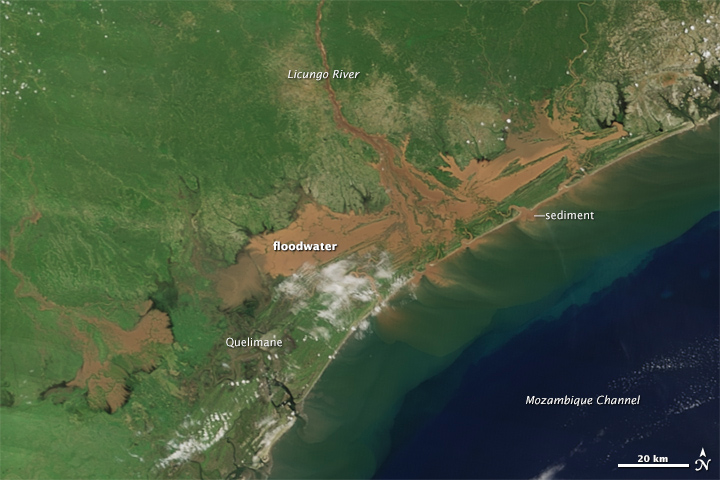 Licungo River
sediment
floodwater
Quelimane
Mozambique Channel
20 km
N